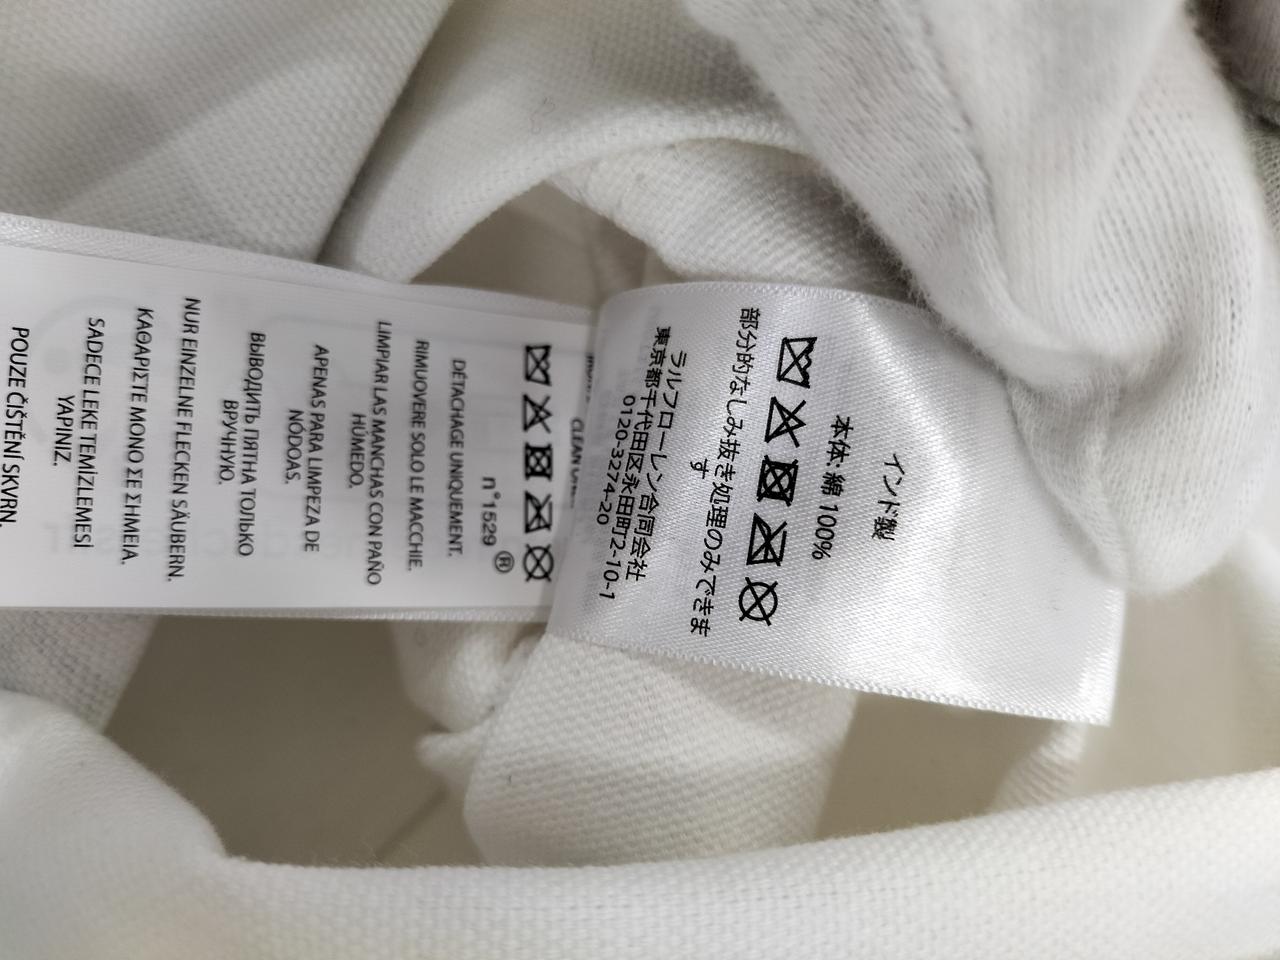 インド製
本体: 綿 100%
部分的なしみ抜き処理のみできま
す
ラルフローレン合同会社
東京都千代田区永田町2-10-1
0120-3274-20
CLEAN
®
n°1529
DÉTACHAGE UNIQUEMENT.
RIMUOVERE SOLO LE MACCHIE.
LIMPIAR LAS MANCHAS CON PAÑO
HÚMEDO.
APENAS PARA LIMPEZA DE
NÓDOAS.
ВЫВОДИТЬ ПЯТНА ТОЛЬКО
ВРУЧНУЮ.
NUR EINZELNE FLECKEN SÄUBERN.
ΚΑΘΑΡΙΣΤΕ ΜΟΝΟ ΣΕ ΣΗΜΕΙΑ.
SADECE LEKE TEMİZLEMESİ
YAPINIZ.
POUZE ČIŠTĚNÍ SKVRN.